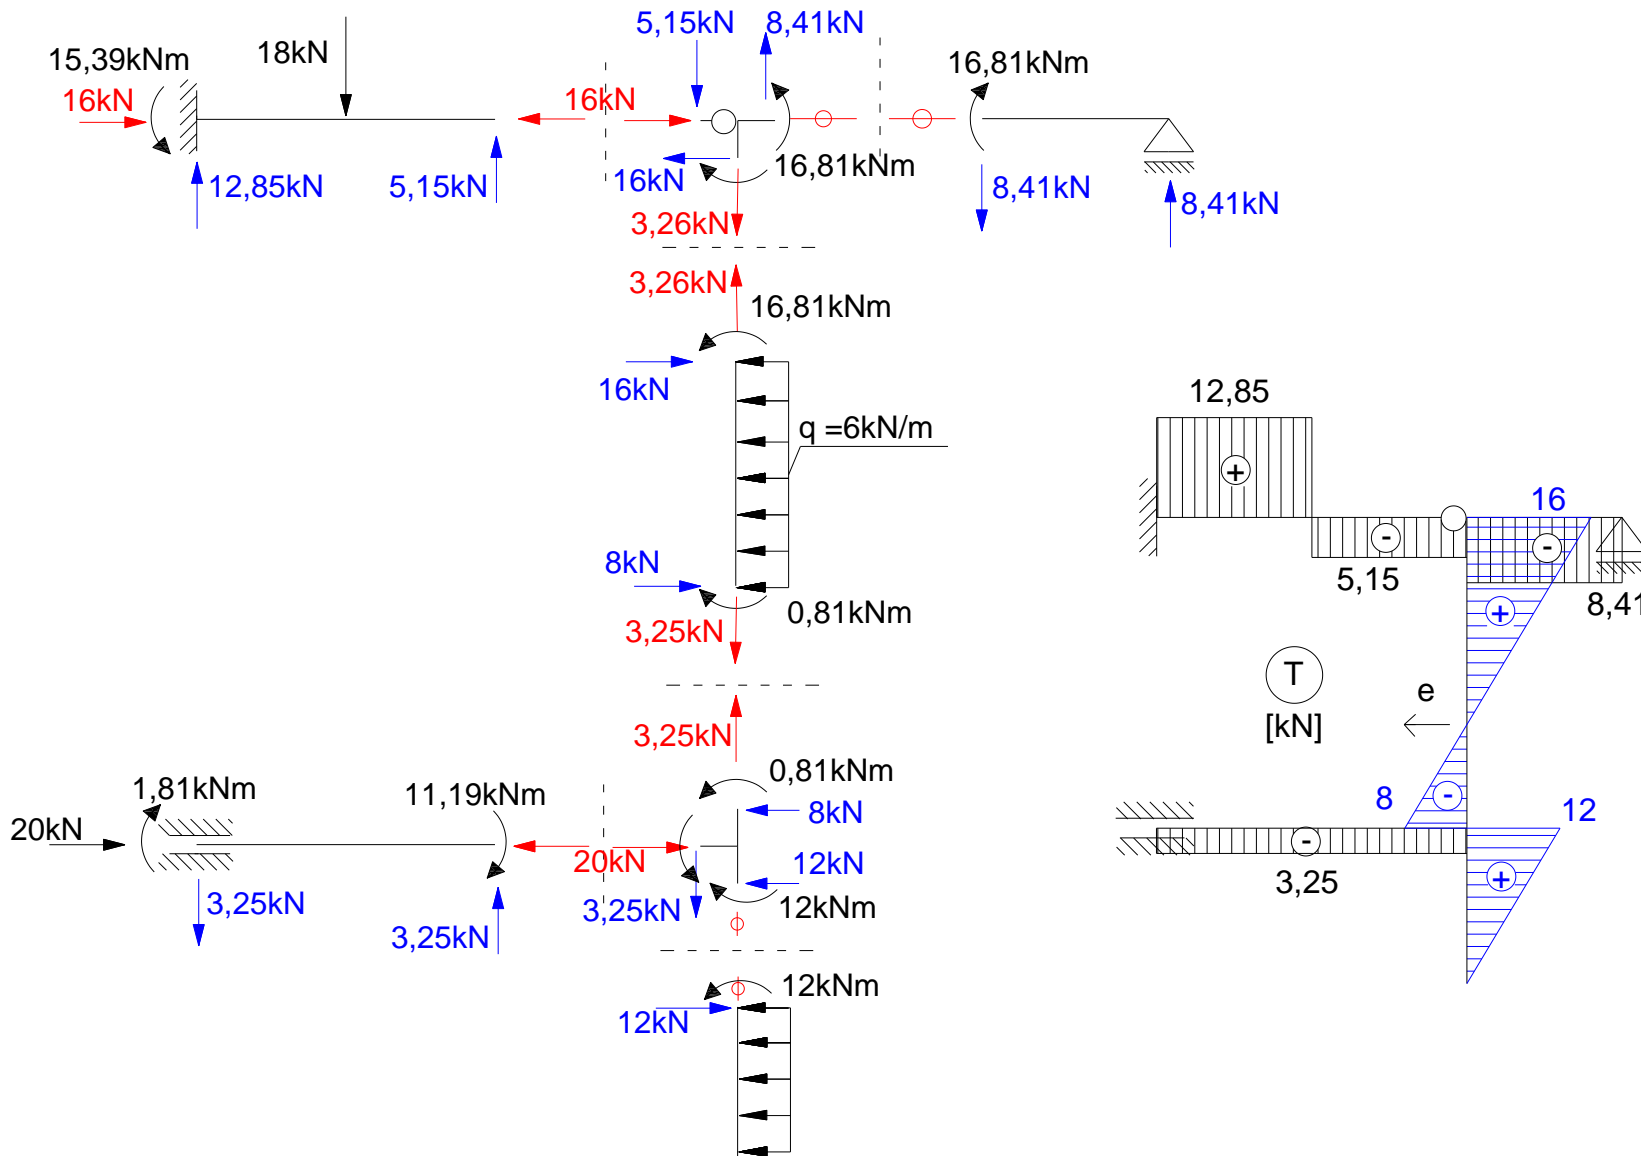 5,15kN
8,41kN
15,39kNm
18kN
16,81kNm
16kN
16kN
16kN
16,81kNm
12,85kN
5,15kN
8,41kN
8,41kN
3,26kN
3,26kN
16,81kNm
16kN
12,85
q =6kN/m
+
16
-
-
8kN
5,15
8,41
0,81kNm
+
3,25kN
T
e
[kN]
3,25kN
1,81kNm
11,19kNm
0,81kNm
8
-
12
20kN
8kN
20kN
12kN
-
3,25
+
3,25kN
3,25kN
3,25kN
12kNm
12kNm
12kN